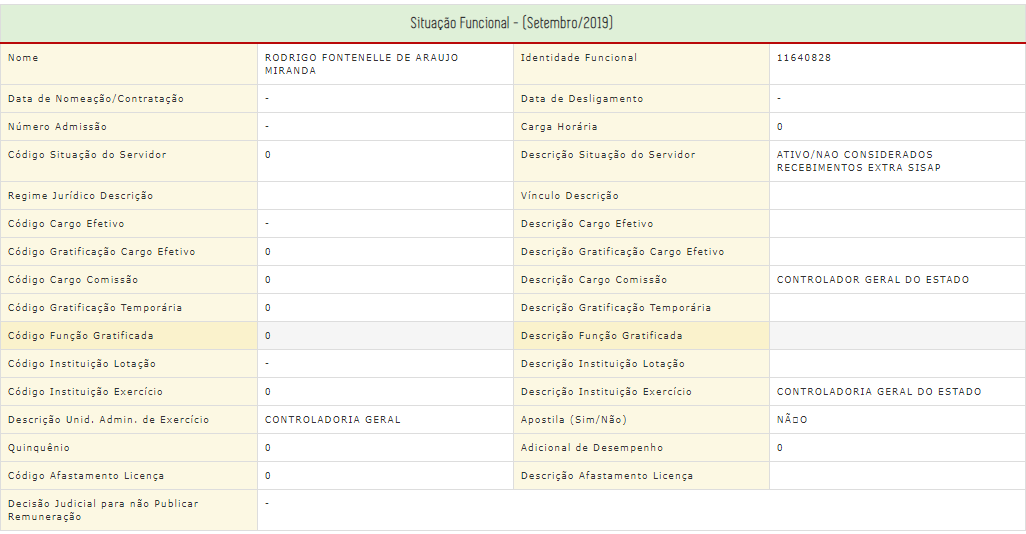 Situação Funcional - (Setembro/2019)
Nome RODRIGO FONTENELLE DE ARAUJO Identidade Funcional 11640828
MIRANDA
Data de Nomeação/Contratação - Data de Desligamento -
Número Admissão - Carga Horária 0
Código Situação do Servidor 0 Descrição Situação do Servidor ATIVO/NAO CONSIDERADOS
RECEBIMENTOS EXTRA SISAP
Regime Jurídico Descrição Vínculo Descrição
Código Cargo Efetivo - Descrição Cargo Efetivo
Código Gratificação Cargo Efetivo 0 Descrição Gratificação Cargo Efetivo
Código Cargo Comissão 0 Descrição Cargo Comissão CONTROLADOR GERAL DO ESTADO
Código Gratificação Temporária 0 Descrição Gratificação Temporária
Código Função Gratificada 0 Descrição Função Gratificada
Código Instituição Lotação - Descrição Instituição Lotação
Código Instituição Exercício 0 Descrição Instituição Exercício CONTROLADORIA GERAL DO ESTADO
Descrição Unid. Admin. de Exercício CONTROLADORIA GERAL Apostila (Sim/Não) NÃ□O
Quinquênio 0 Adicional de Desempenho 0
Código Afastamento Licença 0 Descrição Afastamento Licença
Decisão Judicial para não Publicar -
Remuneração